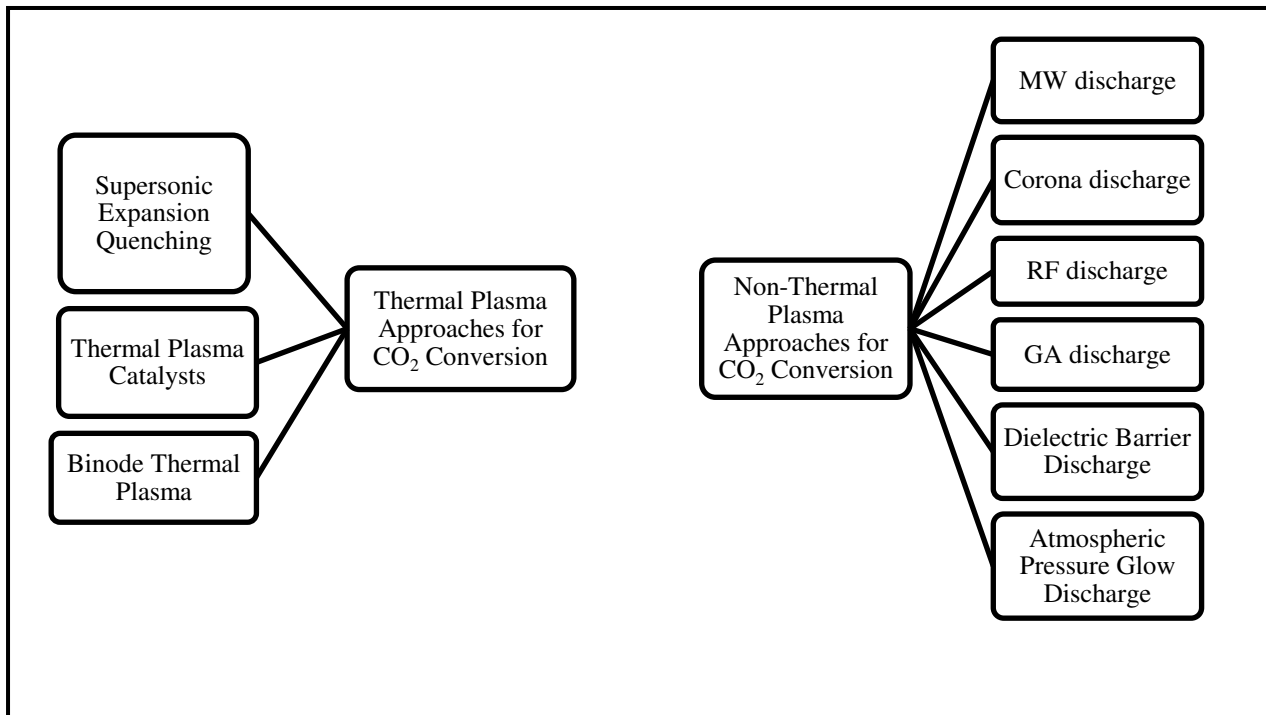 Supersonic
Expansion
Quenching
Thermal Plasma
Catalysts
Binode Thermal
Plasma
Thermal Plasma
Approaches for
CO₂ Conversion
Non-Thermal
Plasma
Approaches for
CO₂ Conversion
MW discharge
Corona discharge
RF discharge
GA discharge
Dielectric Barrier
Discharge
Atmospheric
Pressure Glow
Discharge